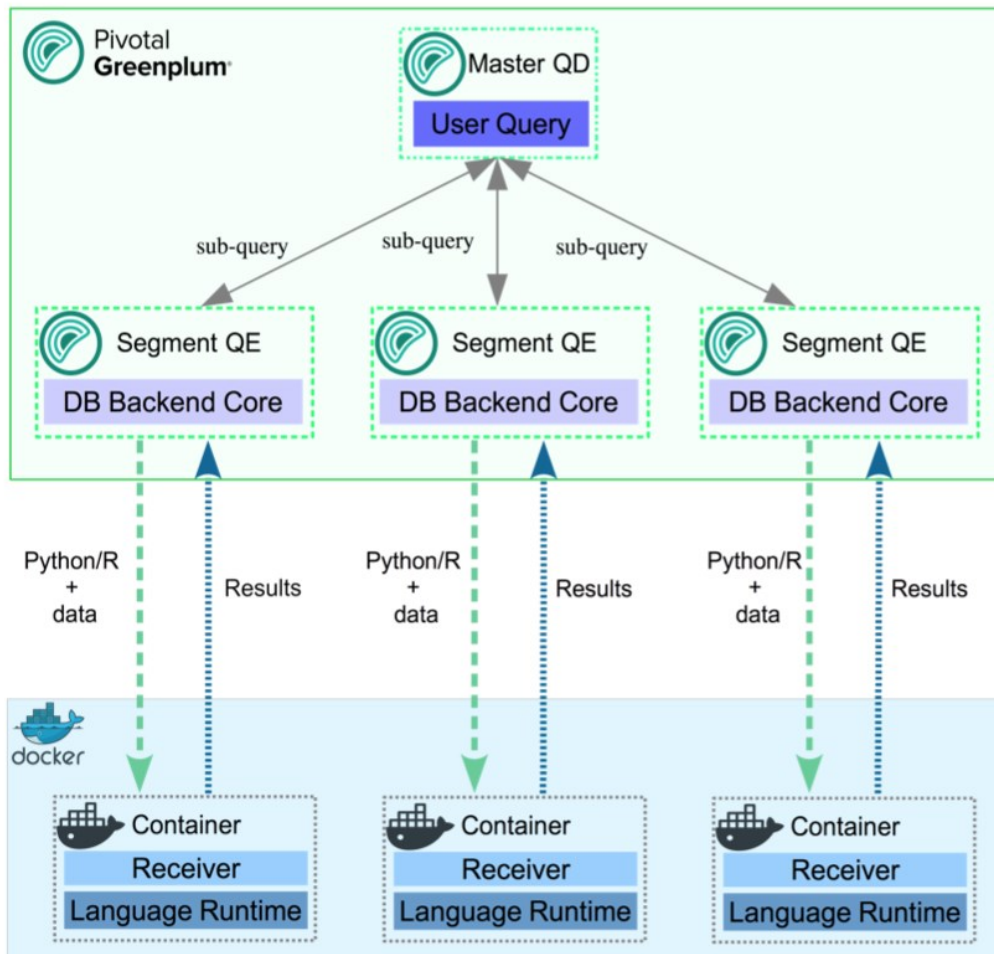 Pivotal
Greenplum®
Master QD
User Query
sub-query
sub-query
sub-query
Segment QE
DB Backend Core
Segment QE
DB Backend Core
Segment QE
DB Backend Core
Python/R
+
data
Results
Python/R
+
data
Results
Python/R
+
data
Results
docker
Container
Receiver
Language Runtime
Container
Receiver
Language Runtime
Container
Receiver
Language Runtime